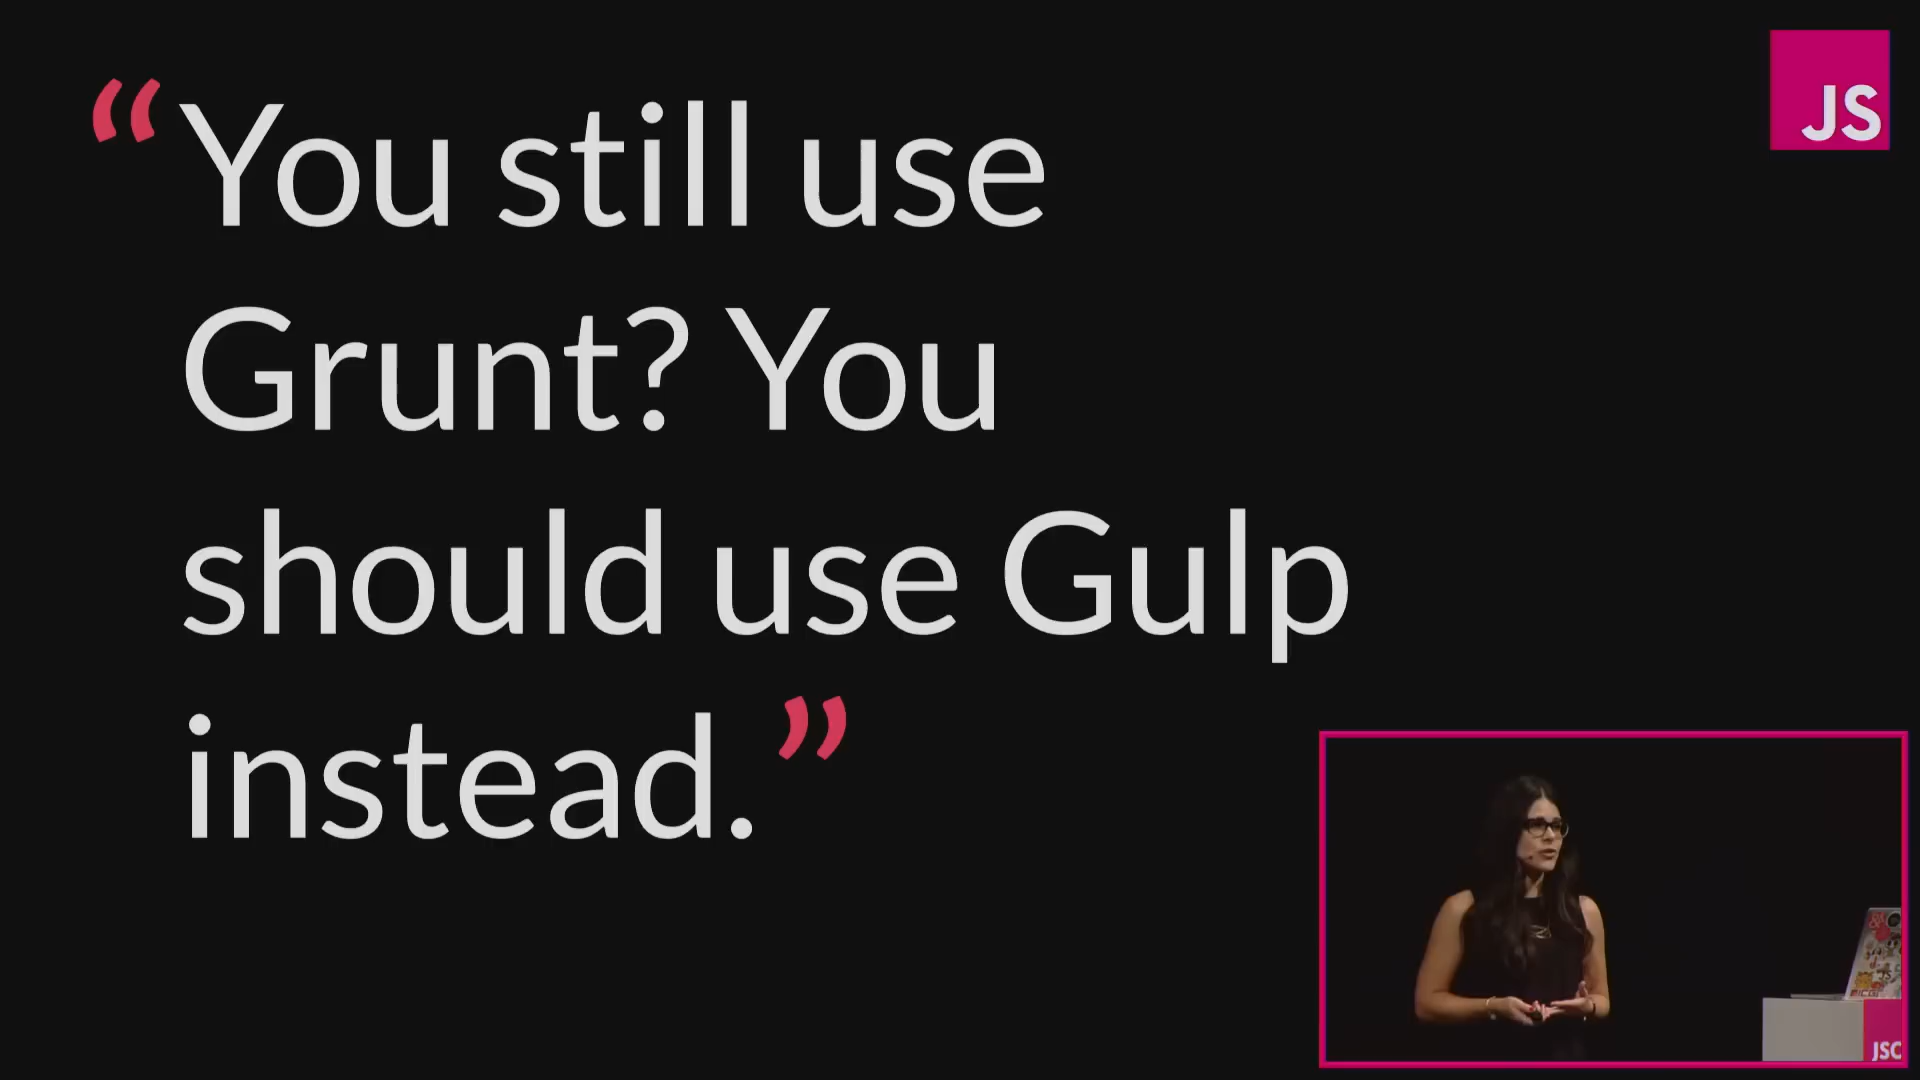 “You still use
Grunt? You
should use Gulp
instead.”
JS
JSC